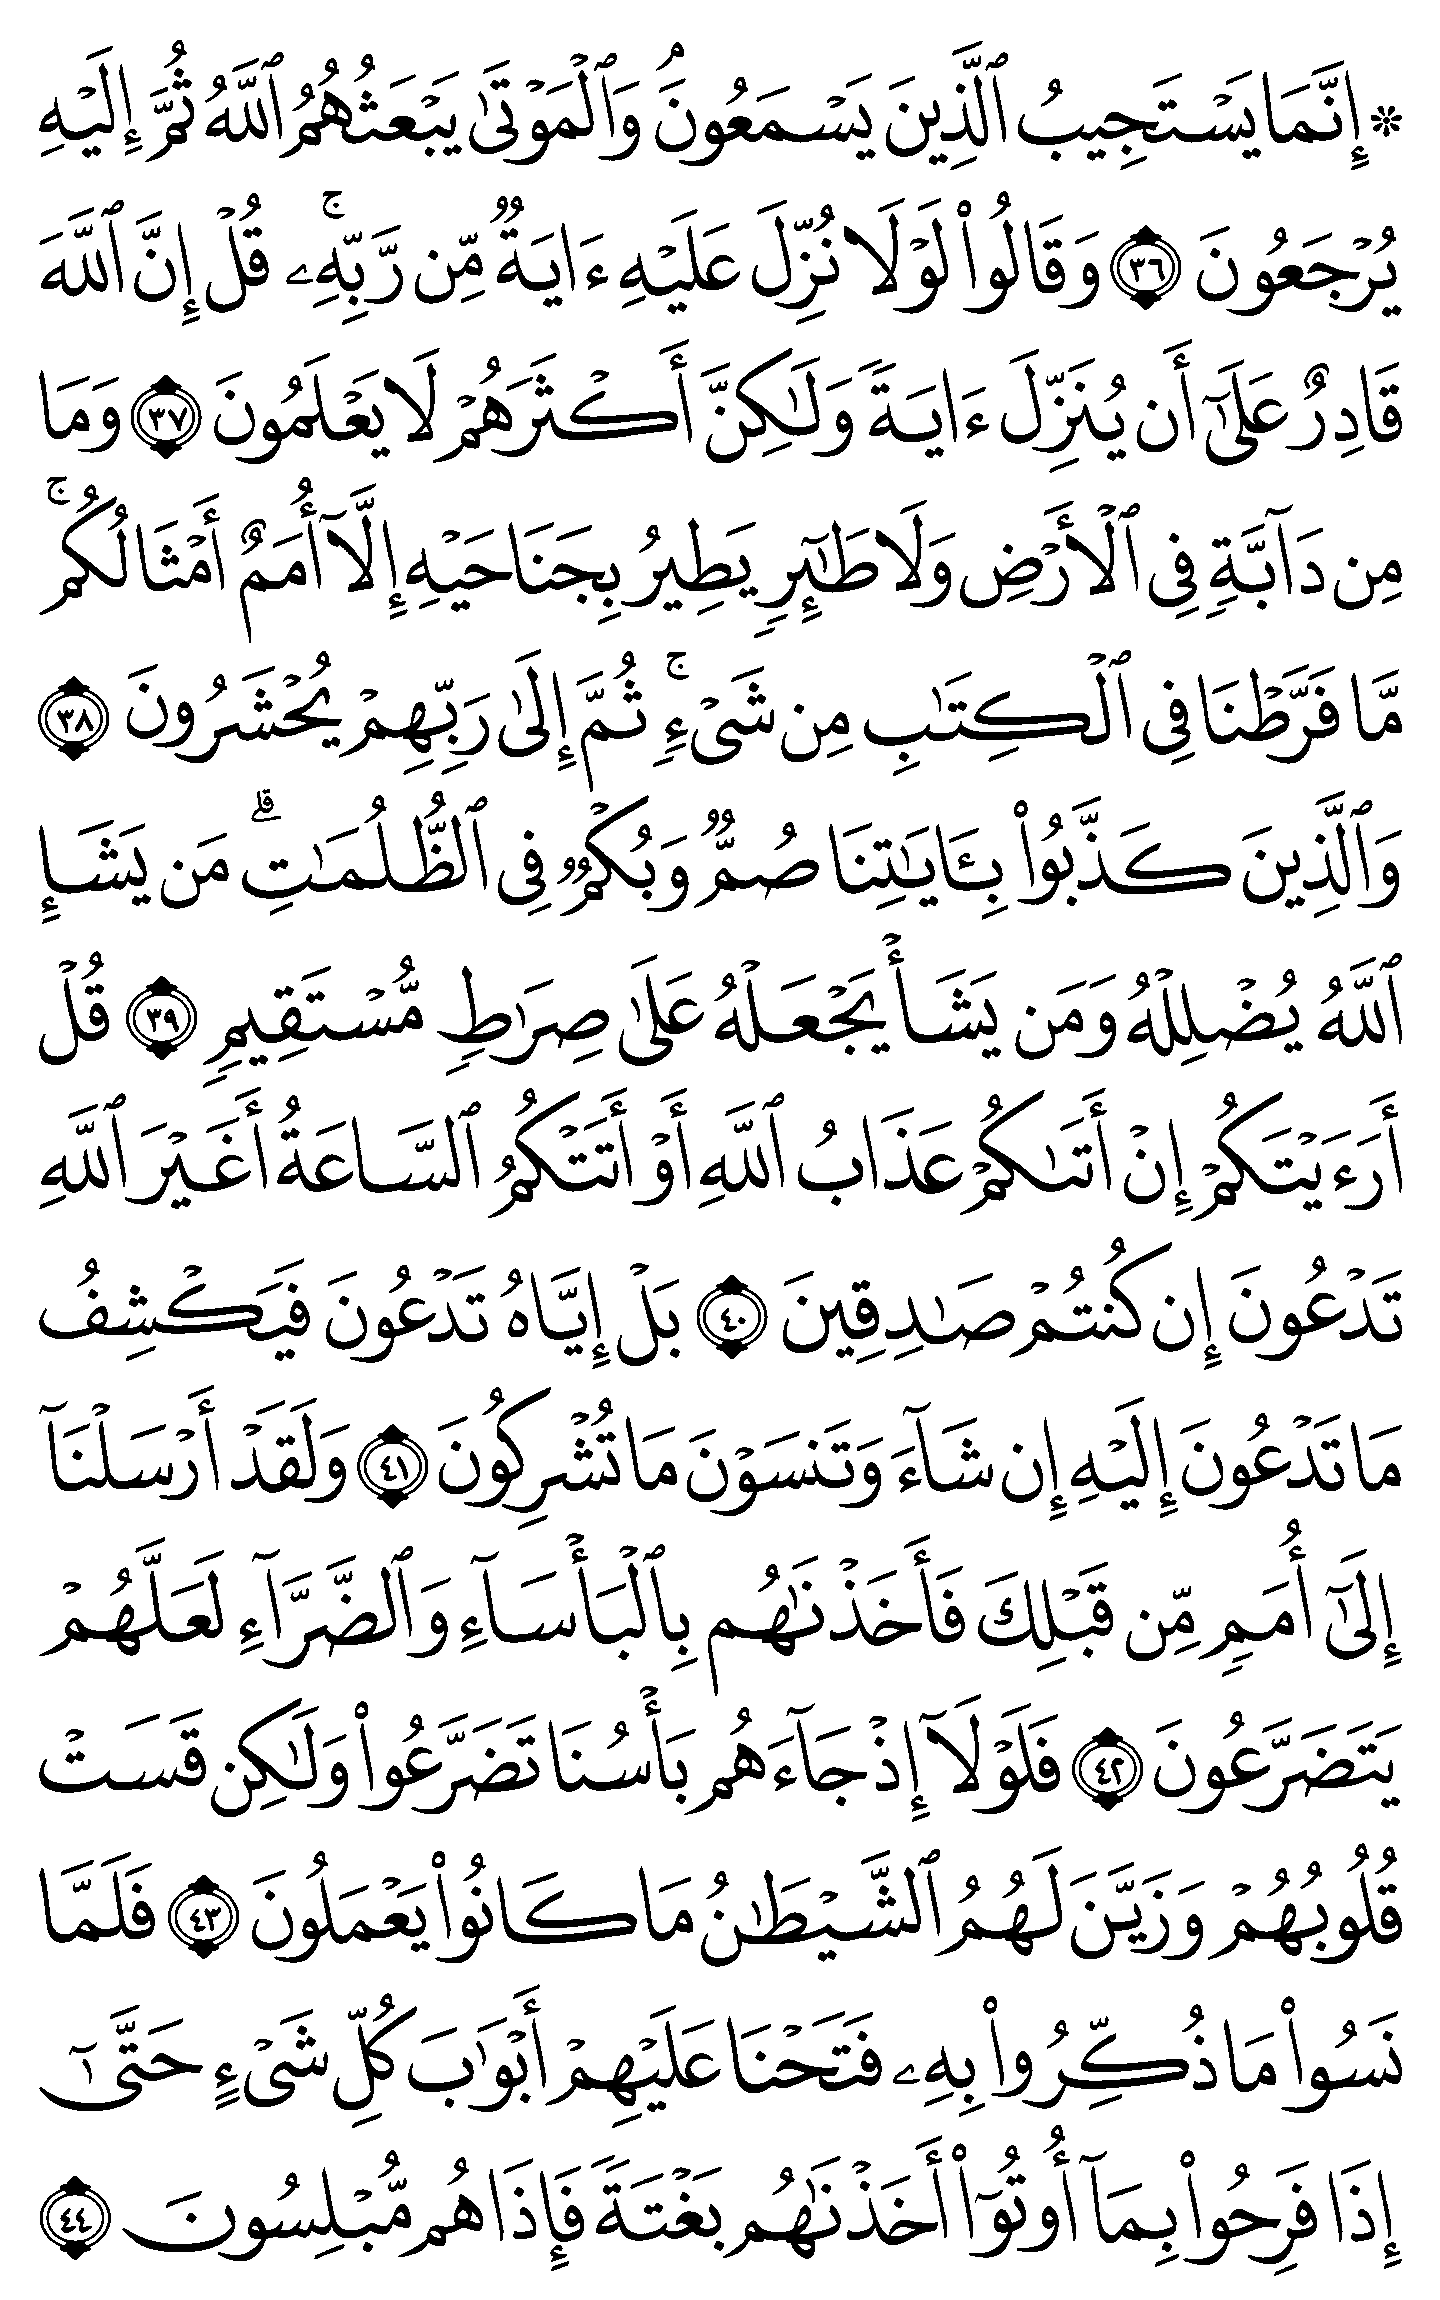 ۞ إِنَّمَا يَسْتَجِيبُ ٱلَّذِينَ يَسْمَعُونَۘ وَٱلْمَوْتَىٰ يَبْعَثُهُمُ ٱللَّهُ ثُمَّ إِلَيْهِ
يُرْجَعُونَ ٣٦ وَقَالُوا۟ لَوْلَا نُزِّلَ عَلَيْهِ ءَايَةٌ مِّن رَّبِّهِۦۚ قُلْ إِنَّ ٱللَّهَ
قَادِرٌ عَلَىٰٓ أَن يُنَزِّلَ ءَايَةً وَلَـٰكِنَّ أَكْثَرَهُمْ لَا يَعْلَمُونَ ٣٧ وَمَا
مِن دَآبَّةٍ فِى ٱلْأَرْضِ وَلَا طَـٰٓئِرٍ يَطِيرُ بِجَنَاحَيْهِ إِلَّآ أُمَمٌ أَمْثَالُكُمۚ
مَّا فَرَّطْنَا فِى ٱلْكِتَـٰبِ مِن شَىْءٍۚ ثُمَّ إِلَىٰ رَبِّهِمْ يُحْشَرُونَ ٣٨
وَٱلَّذِينَ كَذَّبُوا۟ بِـَٔايَـٰتِنَا صُمٌّ وَبُكْمٌ فِى ٱلظُّلُمَـٰتِۗ مَن يَشَإِ
ٱللَّهُ يُضْلِلْهُ وَمَن يَشَأْ يَجْعَلْهُ عَلَىٰ صِرَٰطٍ مُّسْتَقِيمٍ ٣٩ قُلْ
أَرَءَيْتَكُمْ إِنْ أَتَىٰكُمْ عَذَابُ ٱللَّهِ أَوْ أَتَتْكُمُ ٱلسَّاعَةُ أَغَيْرَ ٱللَّهِ
تَدْعُونَ إِن كُنتُمْ صَـٰدِقِينَ ٤٠ بَلْ إِيَّاهُ تَدْعُونَ فَيَكْشِفُ
مَا تَدْعُونَ إِلَيْهِ إِن شَآءَ وَتَنسَوْنَ مَا تُشْرِكُونَ ٤١ وَلَقَدْ أَرْسَلْنَآ
إِلَىٰٓ أُمَمٍ مِّن قَبْلِكَ فَأَخَذْنَـٰهُم بِٱلْبَأْسَآءِ وَٱلضَّرَّآءِ لَعَلَّهُمْ
يَتَضَرَّعُونَ ٤٢ فَلَوْلَآ إِذْ جَآءَهُم بَأْسُنَا تَضَرَّعُوا۟ وَلَـٰكِن قَسَتْ
قُلُوبُهُمْ وَزَيَّنَ لَهُمُ ٱلشَّيْطَـٰنُ مَا كَانُوا۟ يَعْمَلُونَ ٤٣ فَلَمَّا
نَسُوا۟ مَا ذُكِّرُوا۟ بِهِۦ فَتَحْنَا عَلَيْهِمْ أَبْوَٰبَ كُلِّ شَىْءٍ حَتَّىٰٓ
إِذَا فَرِحُوا۟ بِمَآ أُوتُوٓا۟ أَخَذْنَـٰهُم بَغْتَةً فَإِذَا هُم مُّبْلِسُونَ ٤٤